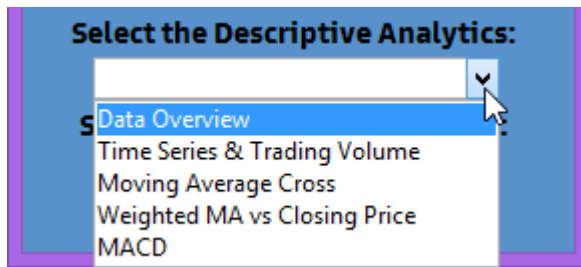 Select the Descriptive Analytics:
Data Overview
Time Series & Trading Volume
Moving Average Cross
Weighted MA vs Closing Price
MACD